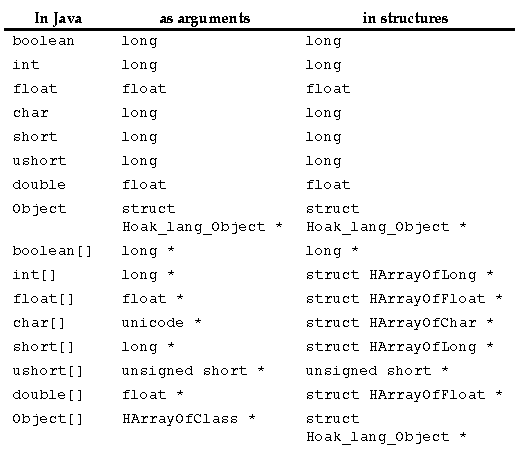 In Java as arguments in structures
boolean long long
int long long
float float float
char long long
short long long
ushort long long
double float float
Object struct struct
Hoak_lang_Object * Hoak_lang_Object *
boolean[] long * long *
int[] long * struct HArrayOfLong *
float[] float * struct HArrayOfFloat *
char[] unicode * struct HArrayOfChar *
short[] long * struct HArrayOfLong *
ushort[] unsigned short * unsigned short *
double[] float * struct HArrayOfFloat *
Object[] HArrayOfClass * struct
Hoak_lang_Object *